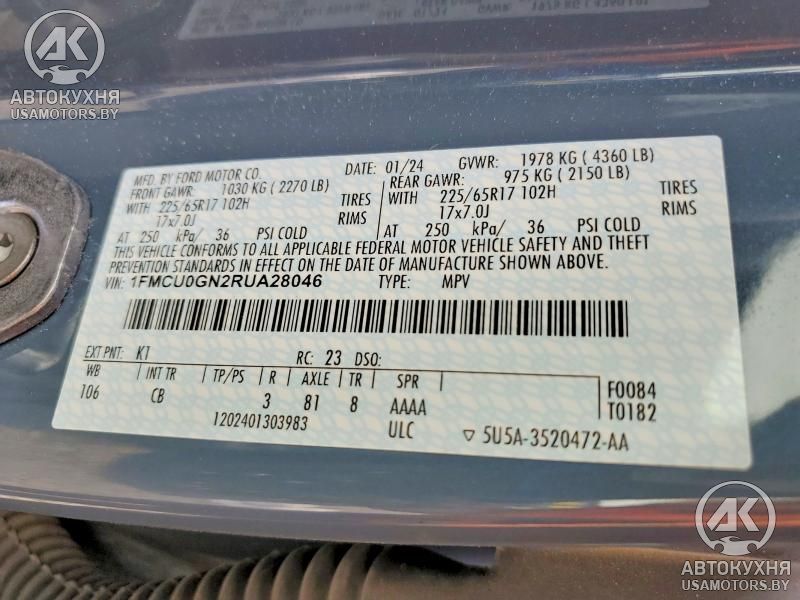 АК
АВТОКУХНЯ
USAMOTORS.BY
MFD. BY FORD MOTOR CO. DATE: 01/24 GVWR: 1978 KG ( 4360 LB)
FRONT GAWR: 1030 KG ( 2270 LB) REAR GAWR: 975 KG ( 2150 LB)
WITH 225/65R17 102H TIRES WITH 225/65R17 102H TIRES
17x7.0J RIMS 17x7.0J RIMS
AT 250 kPa/ 36 PSI COLD AT 250 kPa/ 36 PSI COLD
THIS VEHICLE CONFORMS TO ALL APPLICABLE FEDERAL MOTOR VEHICLE SAFETY AND THEFT
PREVENTION STANDARDS IN EFFECT ON THE DATE OF MANUFACTURE SHOWN ABOVE.
VIN: 1FMCU0GN2RUA28046 TYPE: MPV
EXT PNT: K1 RC: 23 DSO:
WB INT TR TP/PS R AXLE TR SPR F0084
106 CB 3 81 8 AAAA T0182
1202401303983 ULC ▽ 5U5A-3520472-AA
АК
АВТОКУХНЯ
USAMOTORS.BY